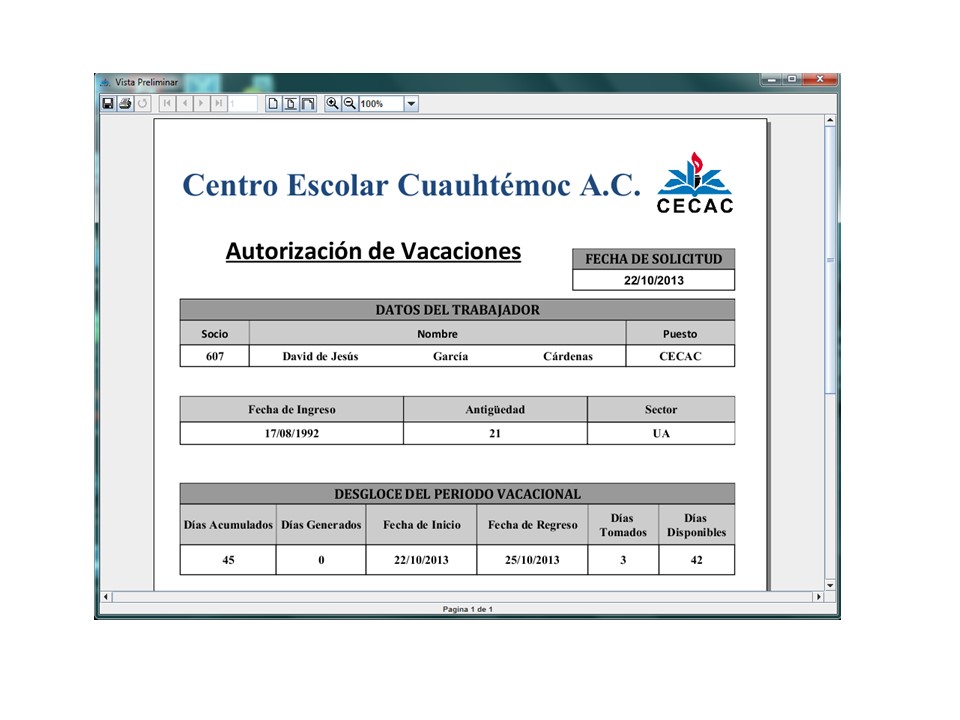 Vista Preliminar
1
100%
Centro Escolar Cuauhtémoc A.C.
CECAC
Autorización de Vacaciones
FECHA DE SOLICITUD
22/10/2013
DATOS DEL TRABAJADOR
Socio Nombre Puesto
607 David de Jesús García Cárdenas CECAC
Fecha de Ingreso Antigüedad Sector
17/08/1992 21 UA
DESGLOCE DEL PERIODO VACACIONAL
Días Acumulados Días Generados Fecha de Inicio Fecha de Regreso Días Tomados Días Disponibles
45 0 22/10/2013 25/10/2013 3 42
Pagina 1 de 1